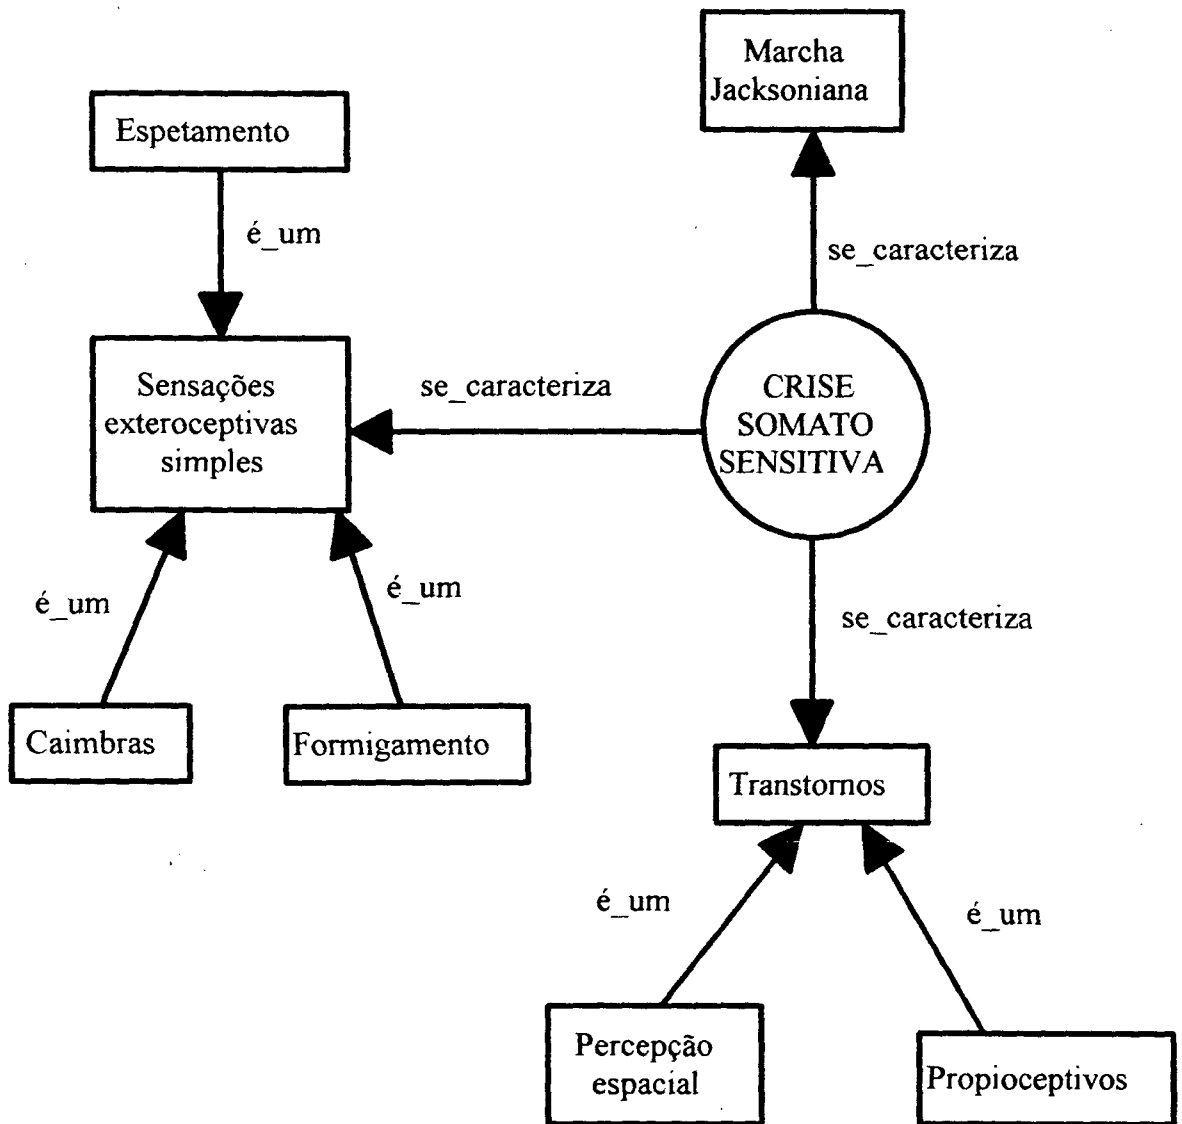 Marcha
Jacksoniana
Espetamento
é_um
se_caracteriza
Sensações
exteroceptivas
simples
se_caracteriza
CRISE
SOMATO
SENSITIVA
é_um
é_um
se_caracteriza
Caimbras
Formigamento
Transtornos
é_um
é_um
Percepção
espacial
Propioceptivos